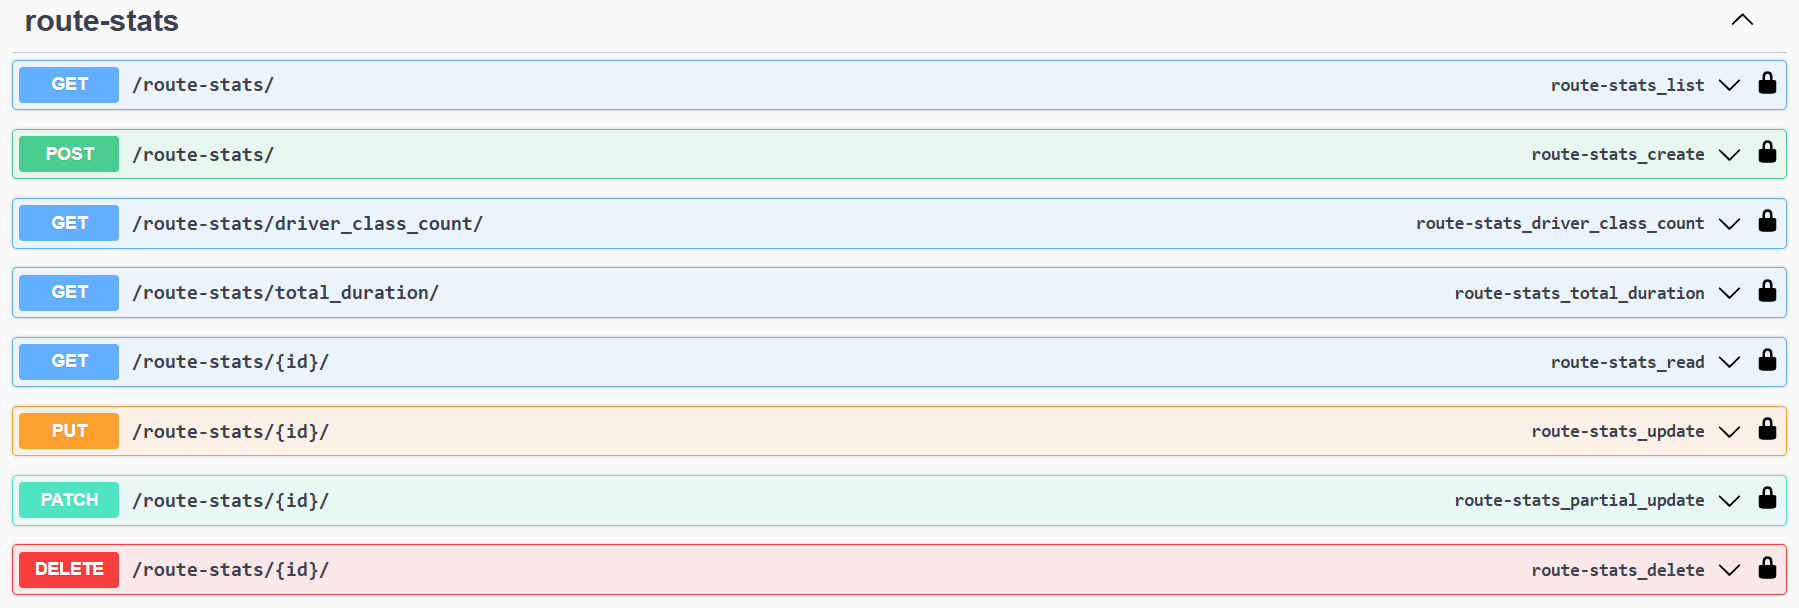 route-stats
GET /route-stats/ route-stats_list
POST /route-stats/ route-stats_create
GET /route-stats/driver_class_count/ route-stats_driver_class_count
GET /route-stats/total_duration/ route-stats_total_duration
GET /route-stats/{id}/ route-stats_read
PUT /route-stats/{id}/ route-stats_update
PATCH /route-stats/{id}/ route-stats_partial_update
DELETE /route-stats/{id}/ route-stats_delete